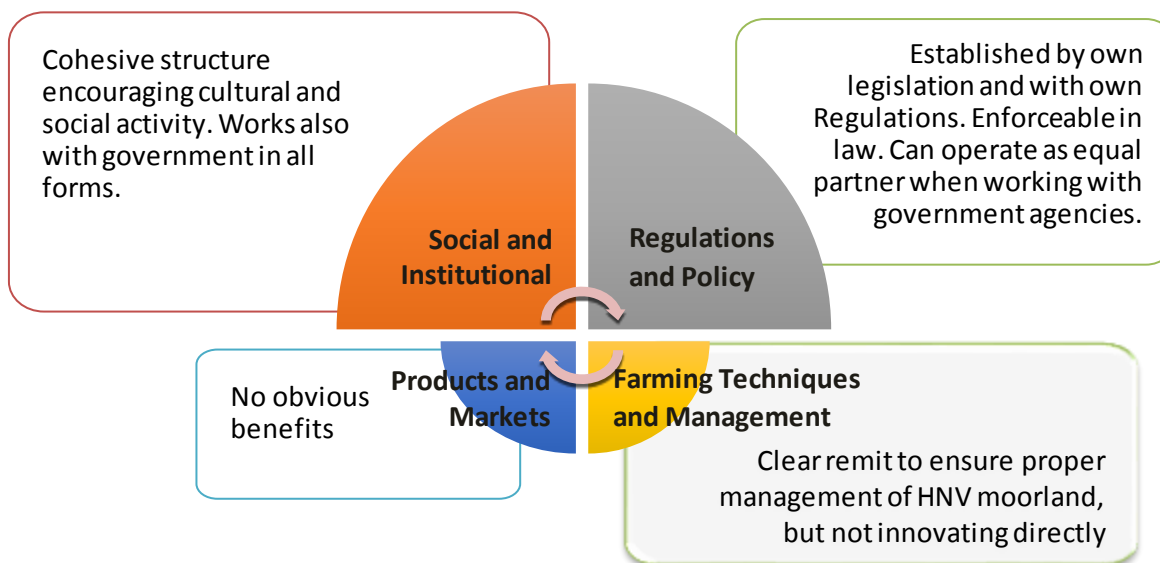 Cohesive structure
encouraging cultural and
social activity. Works also
with government in all
forms.
Established by own
legislation and with own
Regulations. Enforceable in
law. Can operate as equal
partner when working with
government agencies.
Social and
Institutional
Regulations
and Policy
No obvious
benefits
Products and
Markets
Farming Techniques
and Management
Clear remit to ensure proper
management of HNV moorland,
but not innovating directly